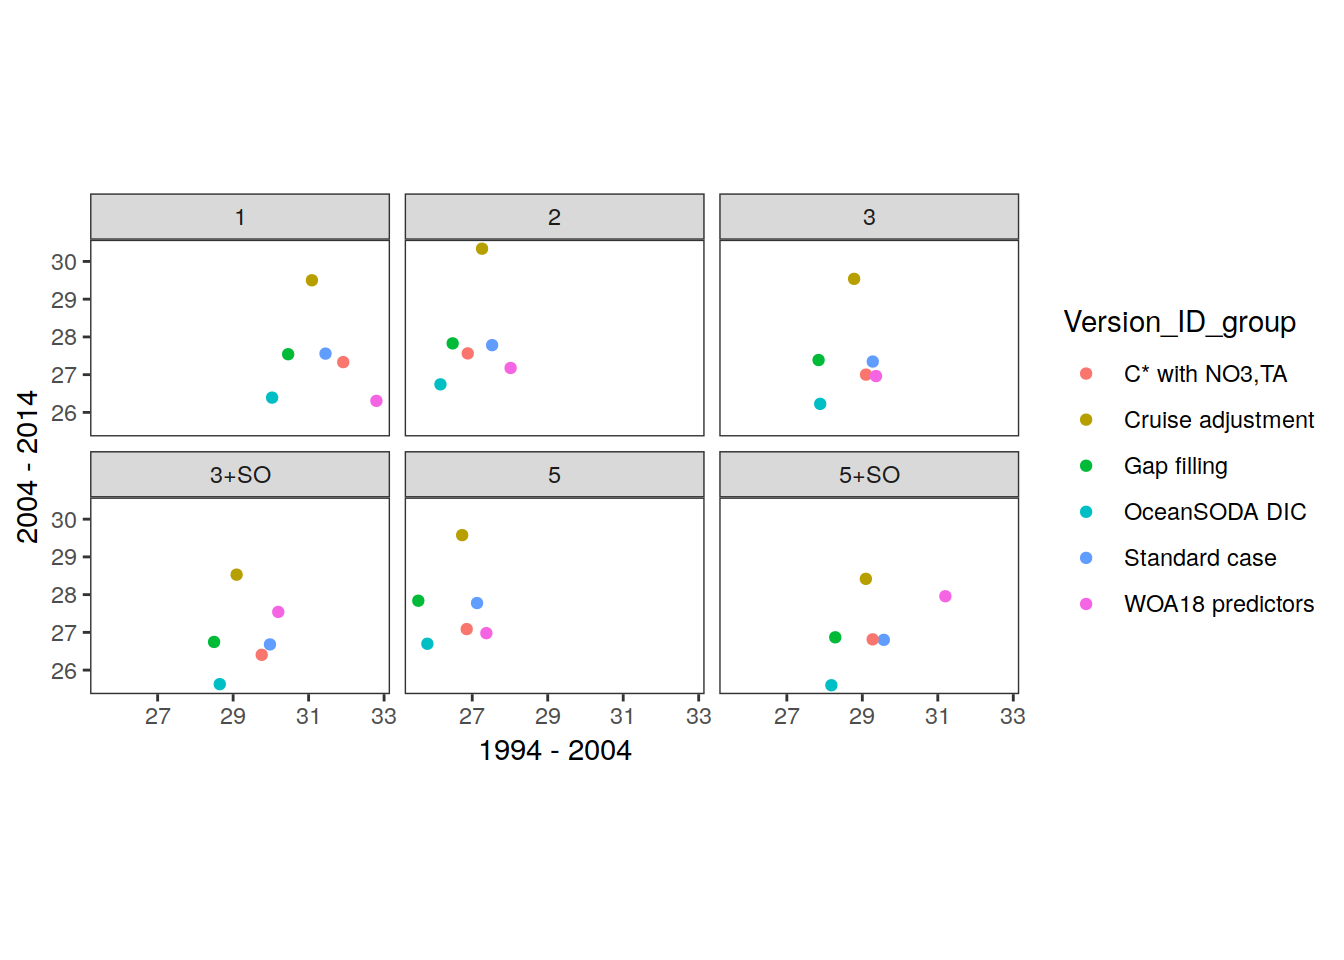 1
2
3
30
29
28
27
26
3+SO
5
5+SO
30
29
28
27
26
27 29 31 33
27 29 31 33
27 29 31 33
1994 - 2004
2004 - 2014
Version_ID_group
C* with NO3,TA
Cruise adjustment
Gap filling
OceanSODA DIC
Standard case
WOA18 predictors